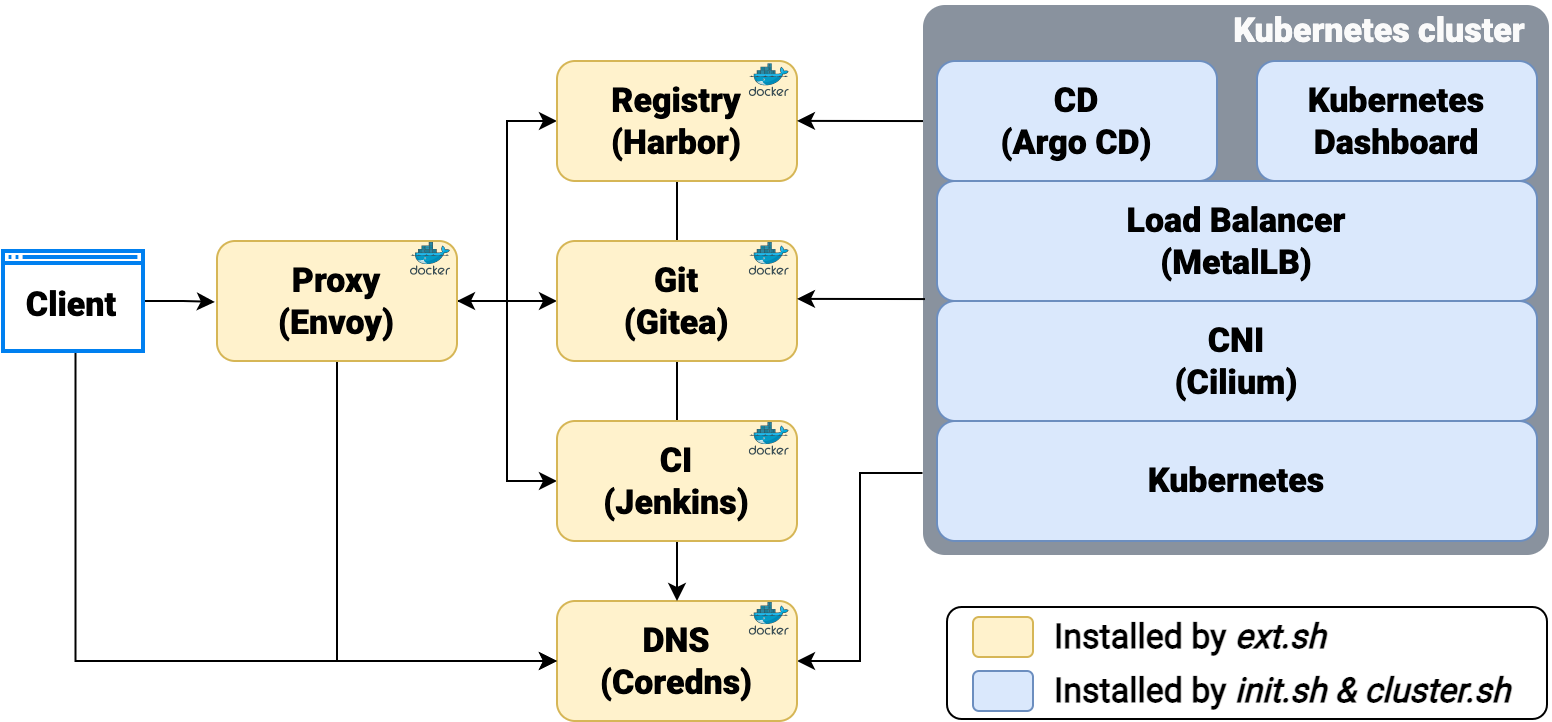 Kubernetes cluster
docker
Registry
(Harbor)
CD
(Argo CD)
Kubernetes
Dashboard
Load Balancer
(MetalLB)
Client
docker
Proxy
(Envoy)
docker
Git
(Gitea)
CNI
(Cilium)
docker
CI
(Jenkins)
Kubernetes
docker
DNS
(Coredns)
Installed by ext.sh
Installed by init.sh & cluster.sh